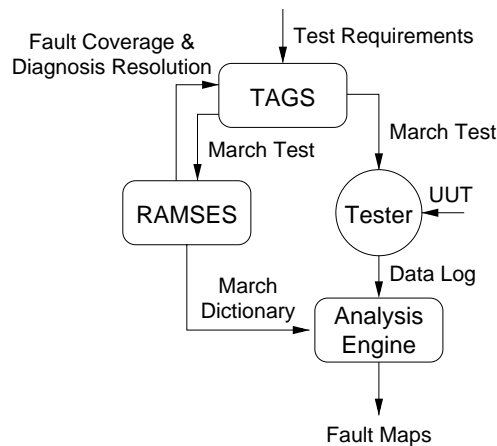 Fault Coverage &
Diagnosis Resolution
Test Requirements
TAGS
March Test
March Test
RAMSES
UUT
Tester
Data Log
March
Dictionary
Analysis
Engine
Fault Maps